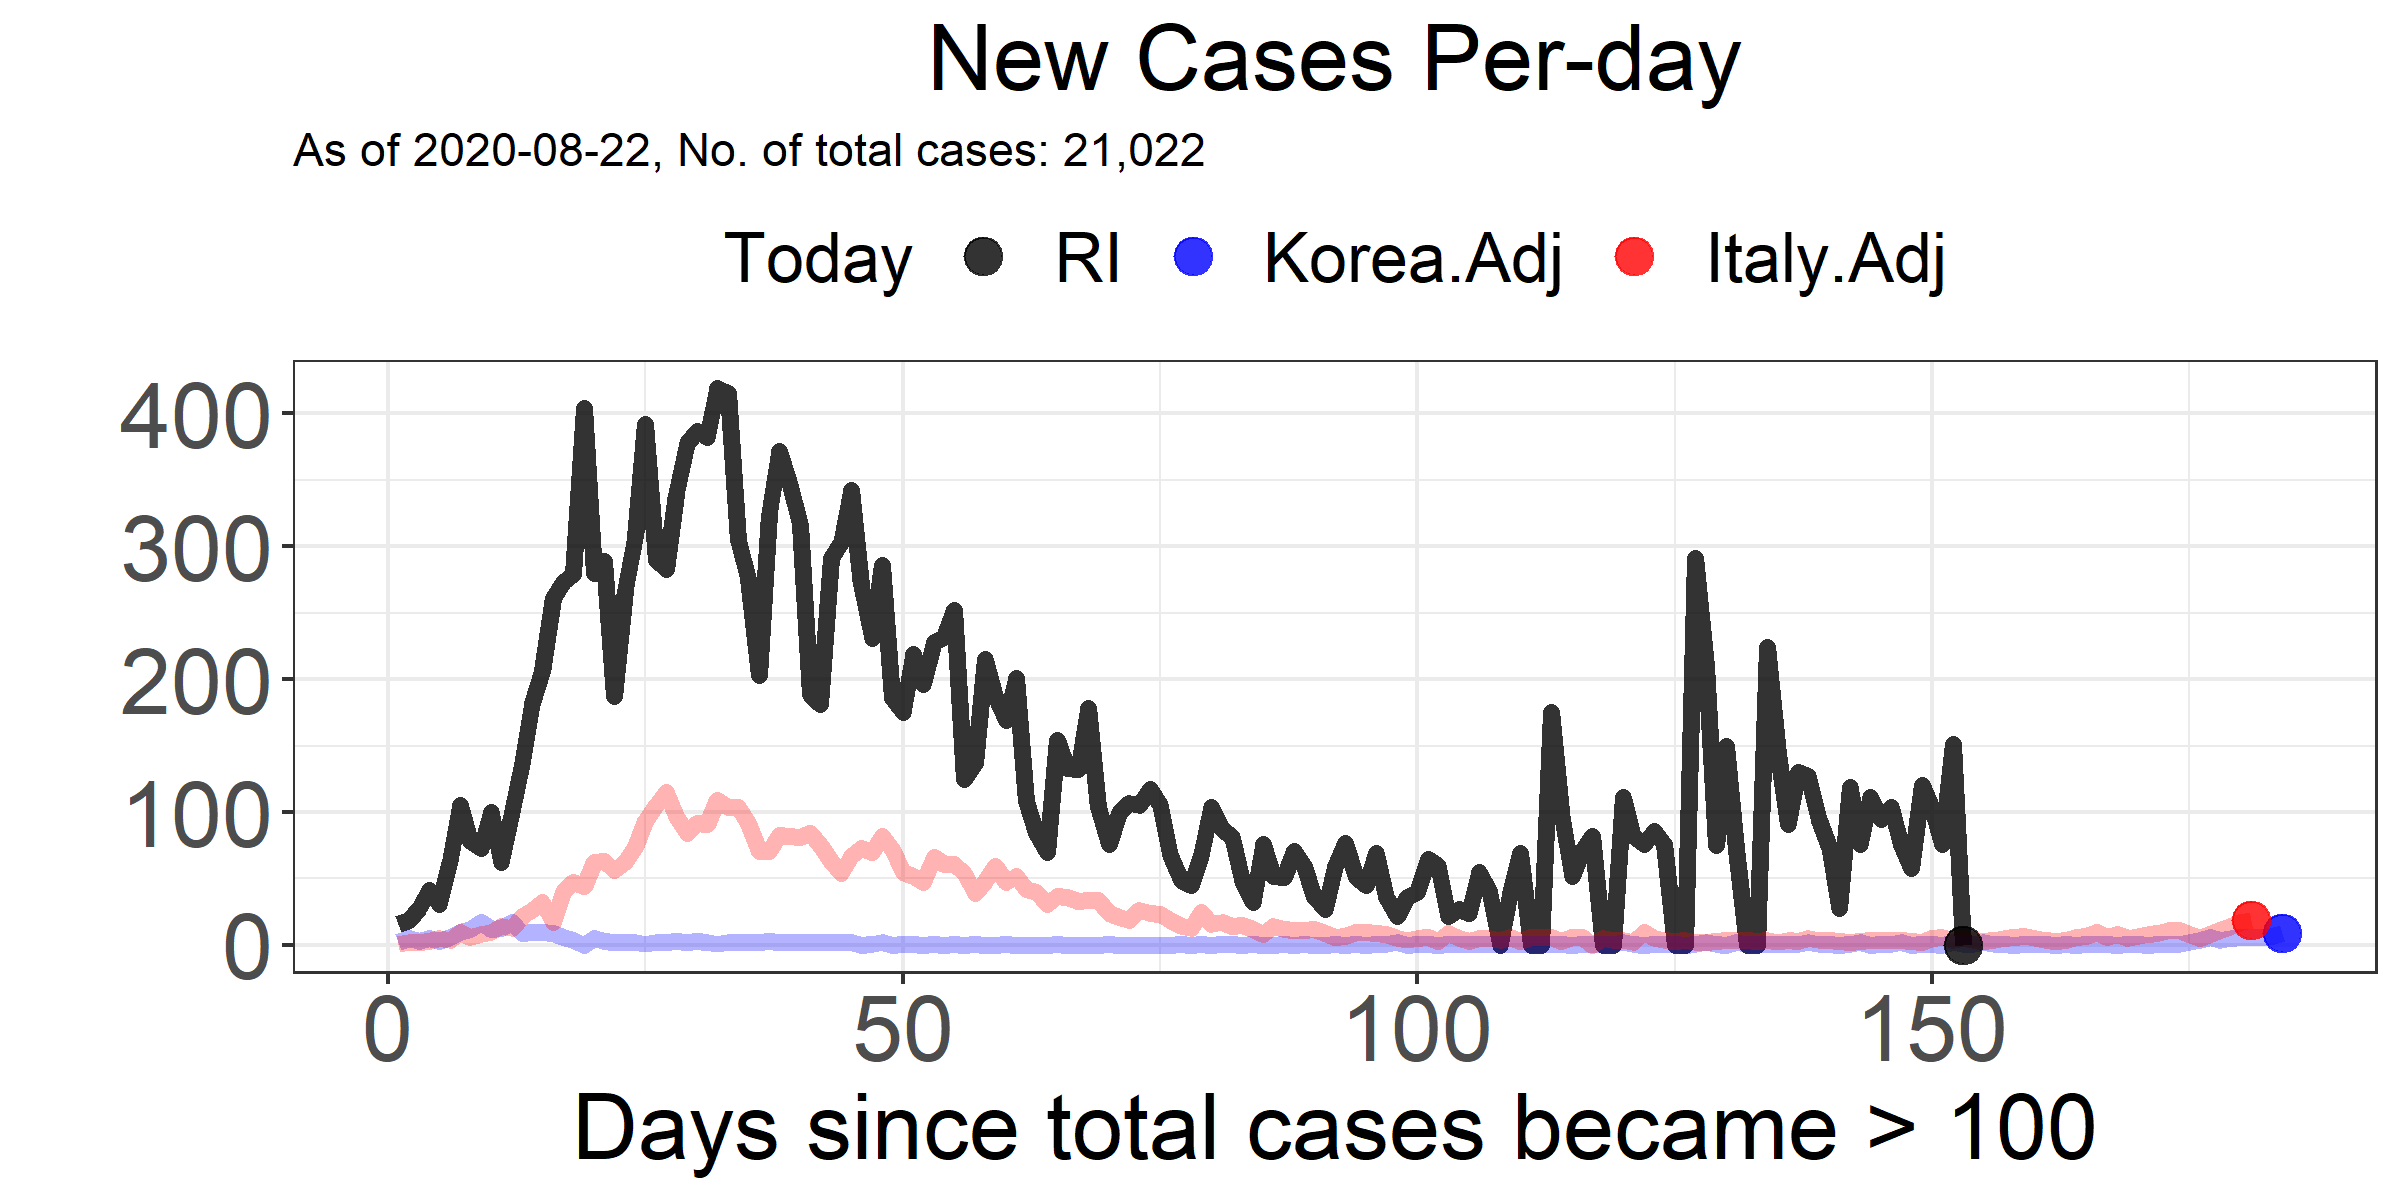 New Cases Per-day
As of 2020-08-22, No. of total cases: 21,022
Today RI Korea.Adj Italy.Adj
400
300
200
100
0
0 50 100 150
Days since total cases became > 100